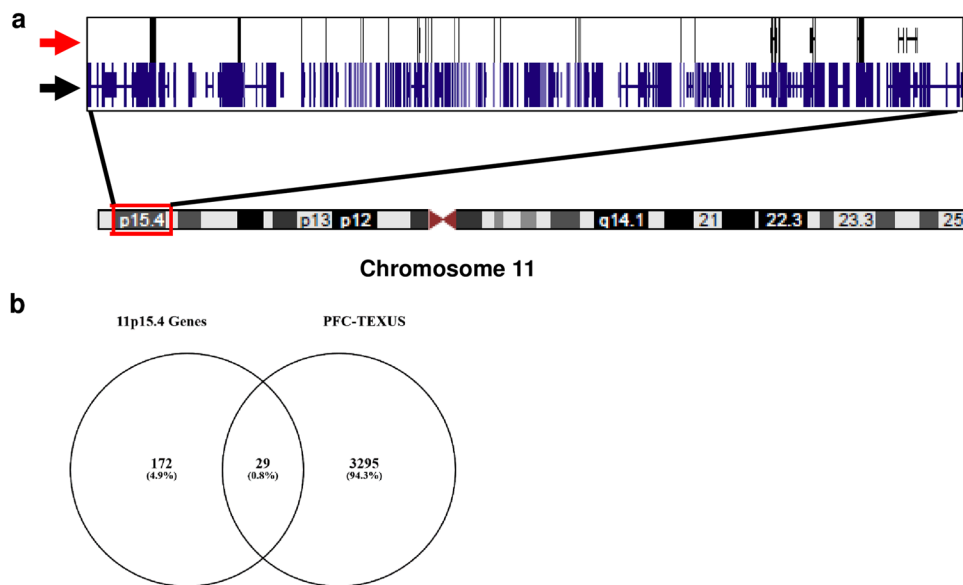 a
p15.4 p13 p12 q14.1 21 22.3 23.3 25
Chromosome 11
b
11p15.4 Genes PFC-TEXUS
172 29 3295
(4.9%) (0.8%) (94.3%)